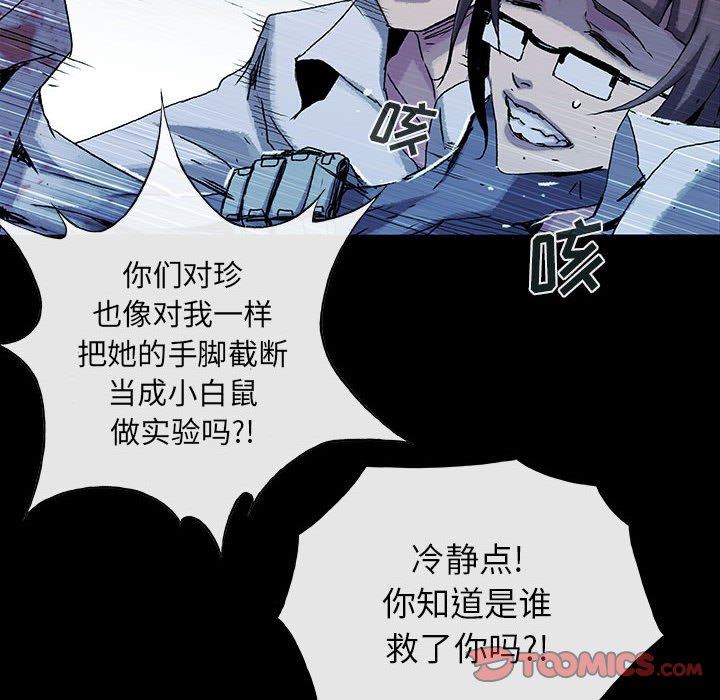 咳
咳
你们对珍
也像对我一样
把她的手脚截断
当成小白鼠
做实验吗?!
冷静点!
你知道是谁
救了你吗?!
TOOMICS.COM